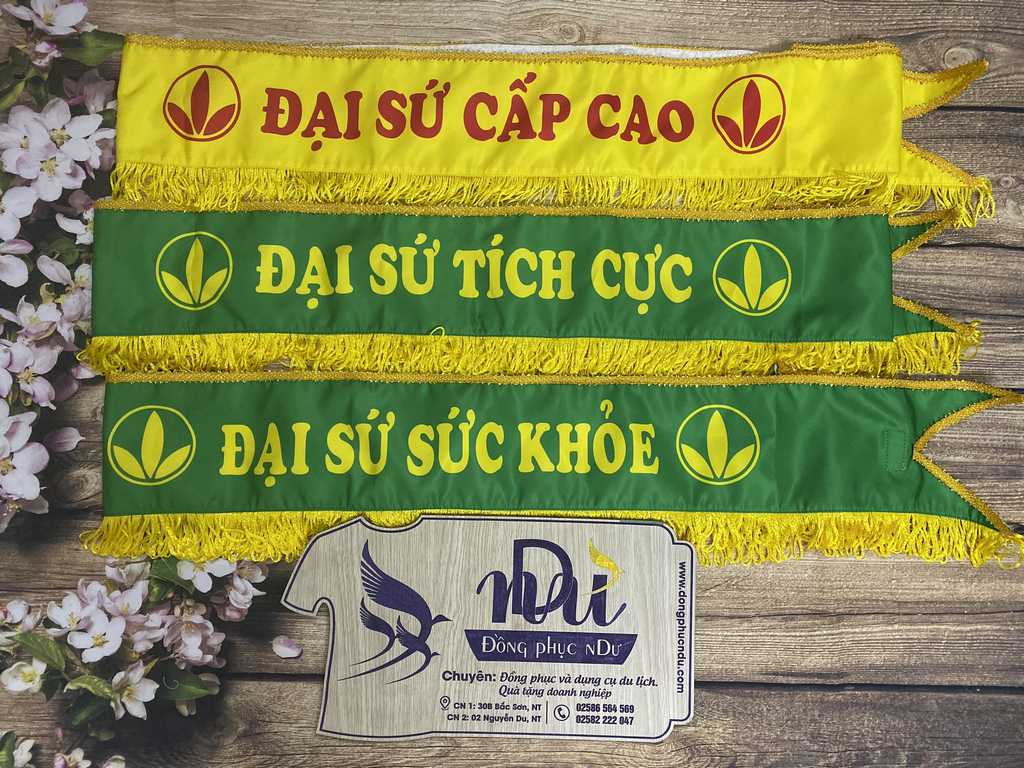 ĐẠI SỨ CẤP CAO
ĐẠI SỨ TÍCH CỰC
ĐẠI SỨ SỨC KHỎE
nDư
Đồng phục nDư
Chuyên: Đồng phục và dụng cụ du lịch.
Quà tặng doanh nghiệp
CN 1: 30B Bắc Sơn, NT
CN 2: 02 Nguyễn Du, NT
02586 564 569
02582 222 047
www.dongphucndu.com